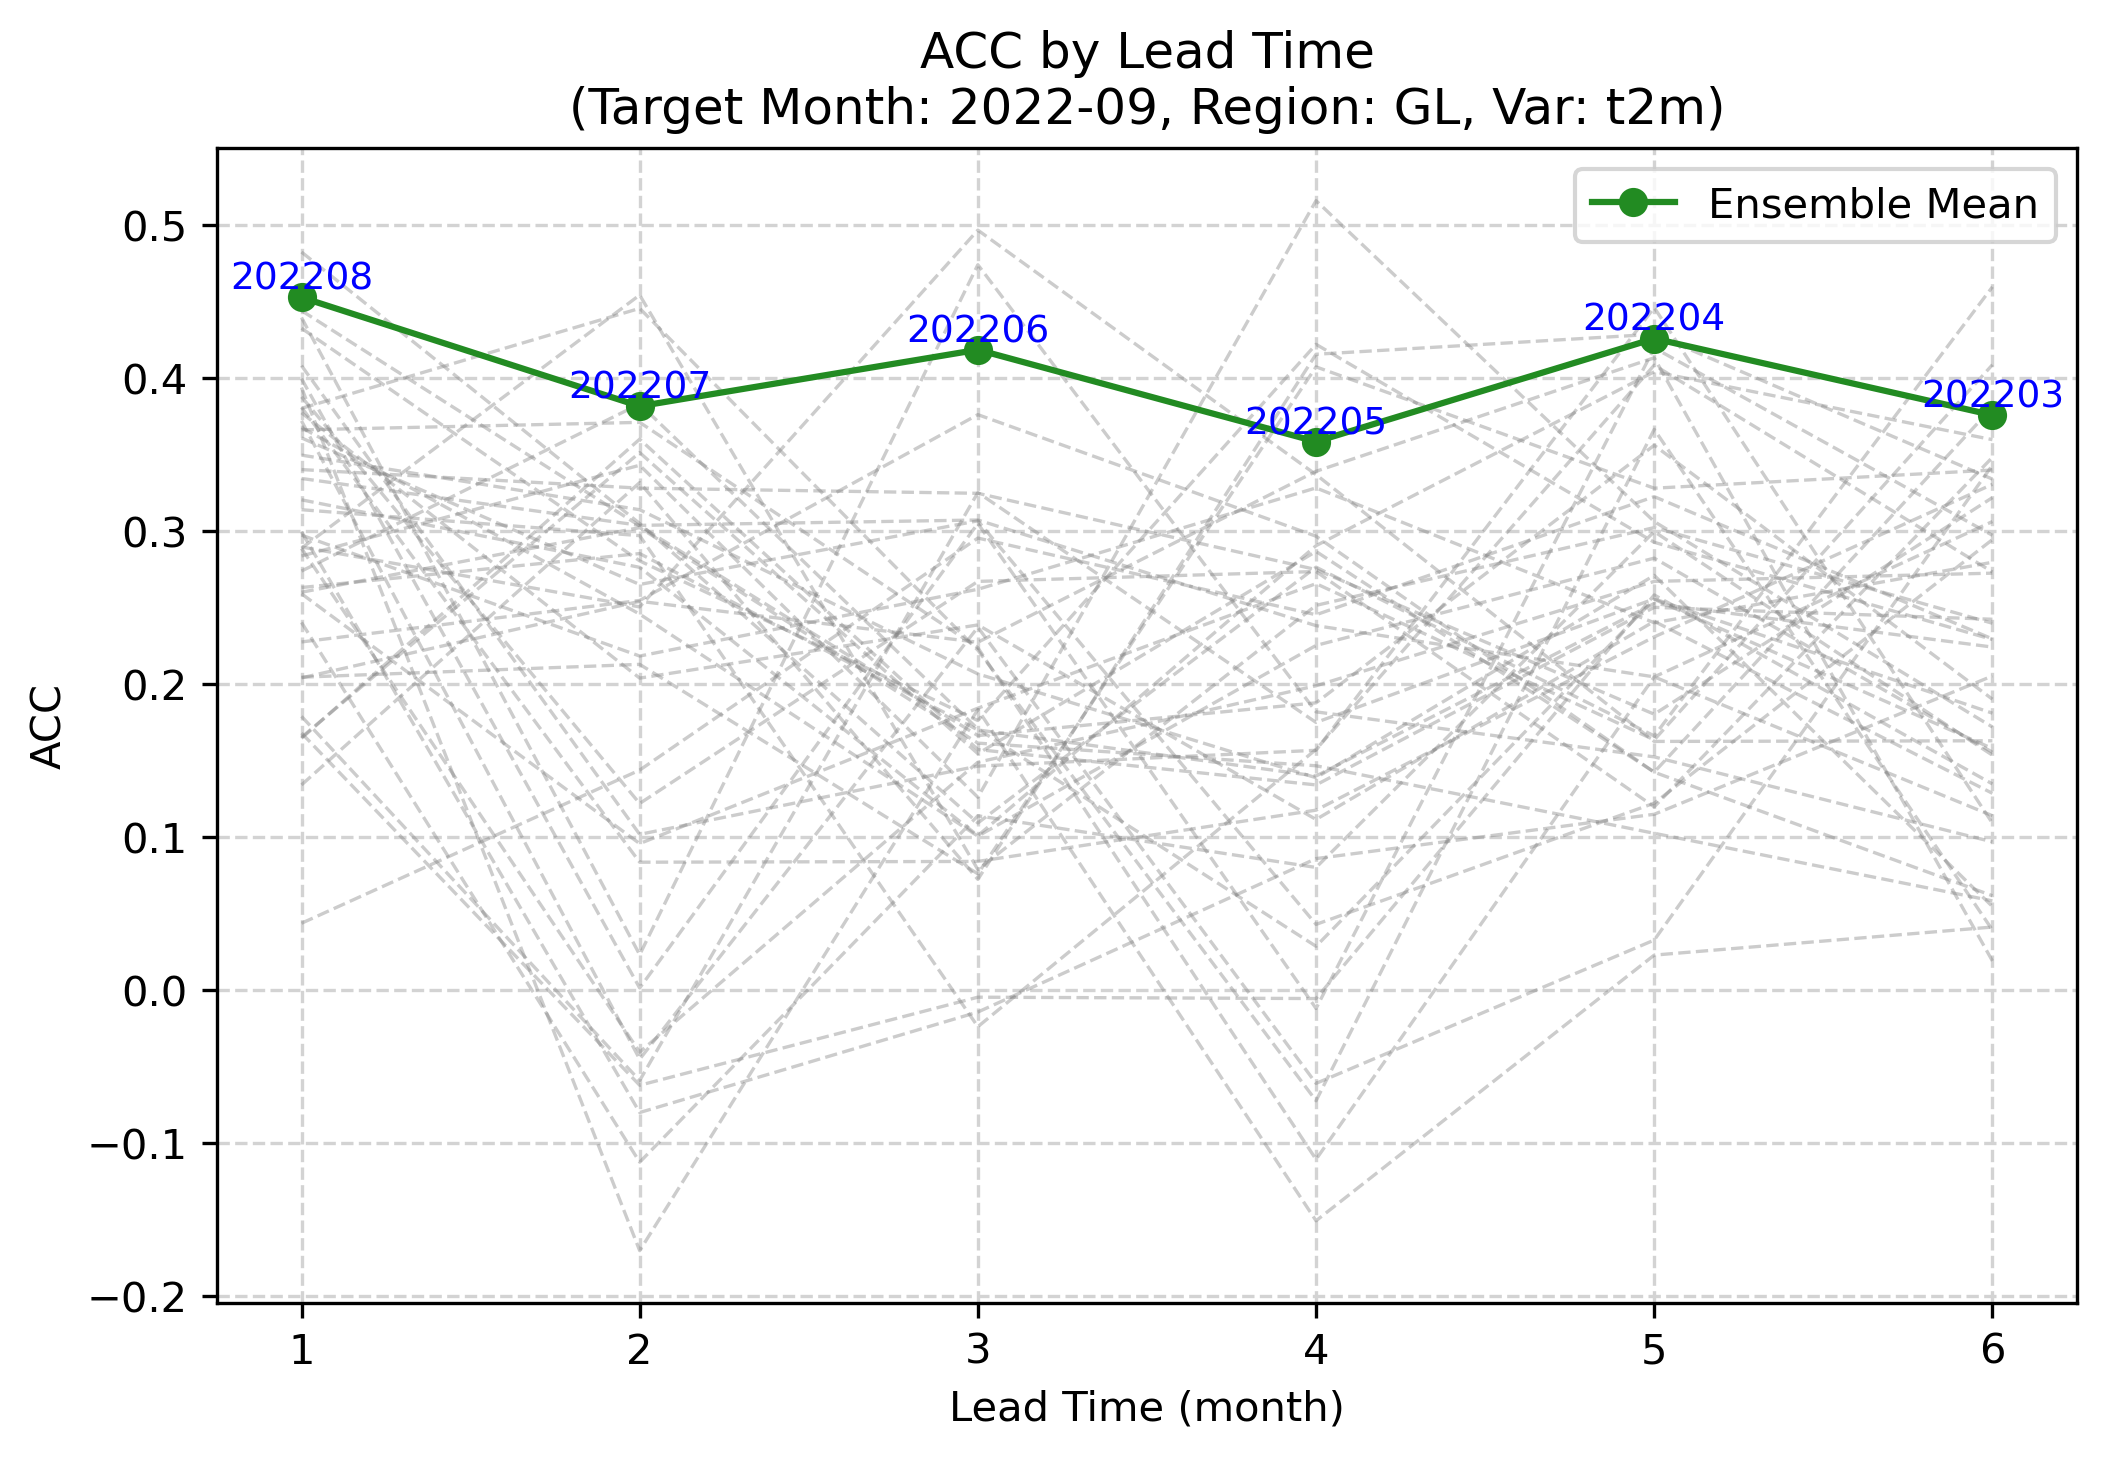 ACC by Lead Time
(Target Month: 2022-09, Region: GL, Var: t2m)
Ensemble Mean
0.5
0.4
0.3
0.2
0.1
0.0
−0.1
−0.2
ACC
202208
202207
202206
202205
202204
202203
1 2 3 4 5 6
Lead Time (month)